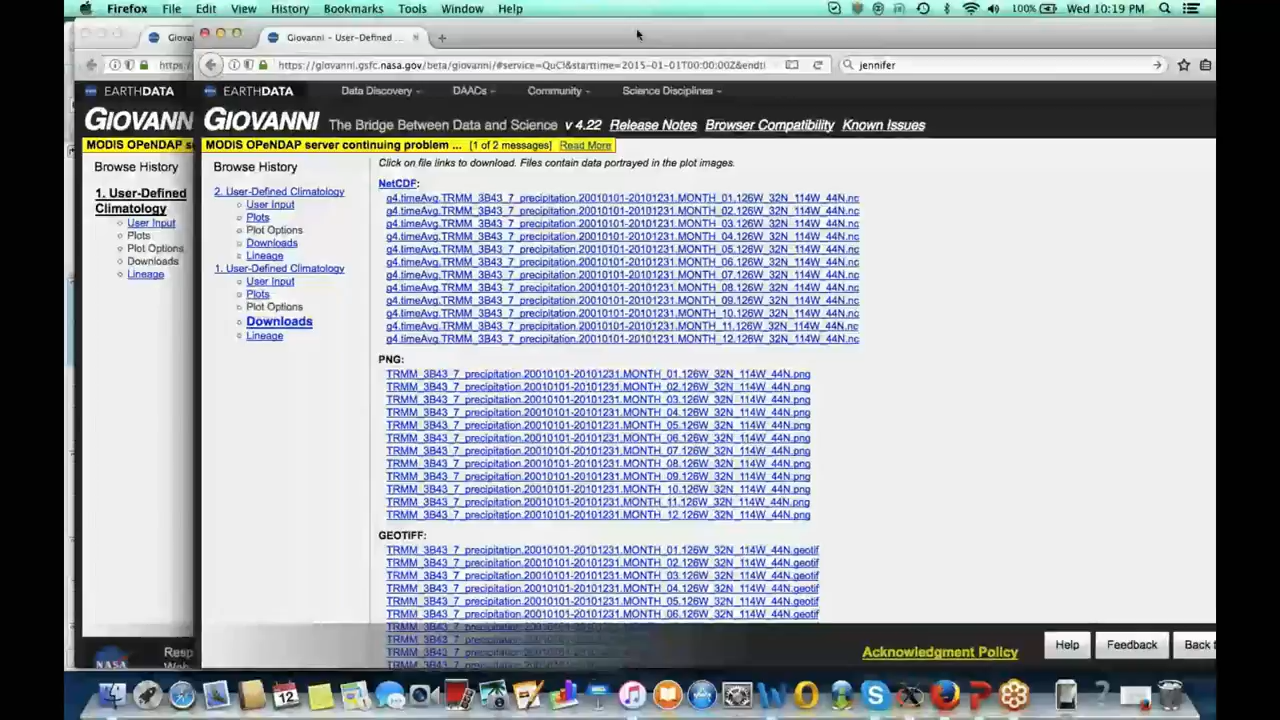 Firefox File Edit View History Bookmarks Tools Window Help 100% Wed 10:19 PM
Giova
Giovanni - User-Defined ...
https:/
https://giovanni.gsfc.nasa.gov/beta/giovanni/#service=QuCl&starttime=2015-01-01T00:00:00Z&endti
jennifer
EARTHDATA
EARTHDATA Data Discovery DAACs Community Science Disciplines
GIOVANN
GIOVANNI The Bridge Between Data and Science v 4.22 Release Notes Browser Compatibility Known Issues
MODIS OPeNDAP se
MODIS OPeNDAP server continuing problem ... [1 of 2 messages] Read More
Browse History
1. User-Defined
Climatology
User Input
Plots
Plot Options
Downloads
Lineage
Browse History
2. User-Defined Climatology
User Input
Plots
Plot Options
Downloads
Lineage
1. User-Defined Climatology
User Input
Plots
Plot Options
Downloads
Lineage
Click on file links to download. Files contain data portrayed in the plot images.
NetCDF:
g4.timeAvg.TRMM_3B43_7_precipitation.20010101-20101231.MONTH_01.126W_32N_114W_44N.nc
g4.timeAvg.TRMM_3B43_7_precipitation.20010101-20101231.MONTH_02.126W_32N_114W_44N.nc
g4.timeAvg.TRMM_3B43_7_precipitation.20010101-20101231.MONTH_03.126W_32N_114W_44N.nc
g4.timeAvg.TRMM_3B43_7_precipitation.20010101-20101231.MONTH_04.126W_32N_114W_44N.nc
g4.timeAvg.TRMM_3B43_7_precipitation.20010101-20101231.MONTH_05.126W_32N_114W_44N.nc
g4.timeAvg.TRMM_3B43_7_precipitation.20010101-20101231.MONTH_06.126W_32N_114W_44N.nc
g4.timeAvg.TRMM_3B43_7_precipitation.20010101-20101231.MONTH_07.126W_32N_114W_44N.nc
g4.timeAvg.TRMM_3B43_7_precipitation.20010101-20101231.MONTH_08.126W_32N_114W_44N.nc
g4.timeAvg.TRMM_3B43_7_precipitation.20010101-20101231.MONTH_09.126W_32N_114W_44N.nc
g4.timeAvg.TRMM_3B43_7_precipitation.20010101-20101231.MONTH_10.126W_32N_114W_44N.nc
g4.timeAvg.TRMM_3B43_7_precipitation.20010101-20101231.MONTH_11.126W_32N_114W_44N.nc
g4.timeAvg.TRMM_3B43_7_precipitation.20010101-20101231.MONTH_12.126W_32N_114W_44N.nc
PNG:
TRMM_3B43_7_precipitation.20010101-20101231.MONTH_01.126W_32N_114W_44N.png
TRMM_3B43_7_precipitation.20010101-20101231.MONTH_02.126W_32N_114W_44N.png
TRMM_3B43_7_precipitation.20010101-20101231.MONTH_03.126W_32N_114W_44N.png
TRMM_3B43_7_precipitation.20010101-20101231.MONTH_04.126W_32N_114W_44N.png
TRMM_3B43_7_precipitation.20010101-20101231.MONTH_05.126W_32N_114W_44N.png
TRMM_3B43_7_precipitation.20010101-20101231.MONTH_06.126W_32N_114W_44N.png
TRMM_3B43_7_precipitation.20010101-20101231.MONTH_07.126W_32N_114W_44N.png
TRMM_3B43_7_precipitation.20010101-20101231.MONTH_08.126W_32N_114W_44N.png
TRMM_3B43_7_precipitation.20010101-20101231.MONTH_09.126W_32N_114W_44N.png
TRMM_3B43_7_precipitation.20010101-20101231.MONTH_10.126W_32N_114W_44N.png
TRMM_3B43_7_precipitation.20010101-20101231.MONTH_11.126W_32N_114W_44N.png
TRMM_3B43_7_precipitation.20010101-20101231.MONTH_12.126W_32N_114W_44N.png
GEOTIFF:
TRMM_3B43_7_precipitation.20010101-20101231.MONTH_01.126W_32N_114W_44N.geotif
TRMM_3B43_7_precipitation.20010101-20101231.MONTH_02.126W_32N_114W_44N.geotif
TRMM_3B43_7_precipitation.20010101-20101231.MONTH_03.126W_32N_114W_44N.geotif
TRMM_3B43_7_precipitation.20010101-20101231.MONTH_04.126W_32N_114W_44N.geotif
TRMM_3B43_7_precipitation.20010101-20101231.MONTH_05.126W_32N_114W_44N.geotif
TRMM_3B43_7_precipitation.20010101-20101231.MONTH_06.126W_32N_114W_44N.geotif
Acknowledgment Policy Help Feedback Back t
NASA Resp
Web
12